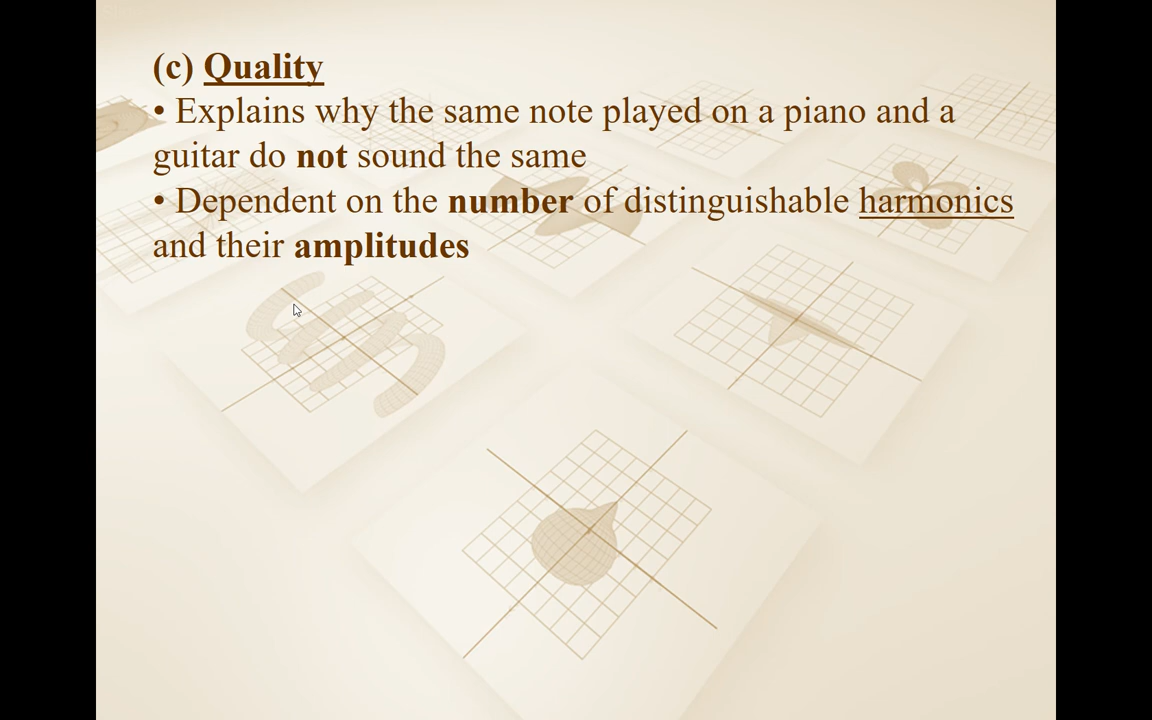 (c) Quality
• Explains why the same note played on a piano and a
guitar do not sound the same
• Dependent on the number of distinguishable harmonics
and their amplitudes